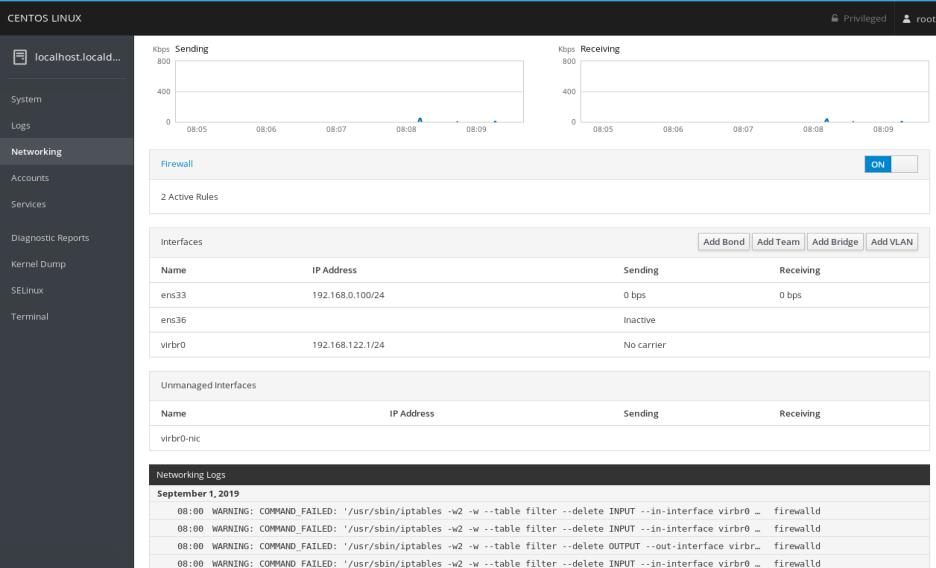 CENTOS LINUX
Privileged
root
localhost.locald...
System
Logs
Networking
Accounts
Services
Diagnostic Reports
Kernel Dump
SELinux
Terminal
Kbps Sending
800
400
0
08:05 08:06 08:07 08:08 08:09
Kbps Receiving
800
400
0
08:05 08:06 08:07 08:08 08:09
Firewall ON
2 Active Rules
Interfaces Add Bond Add Team Add Bridge Add VLAN
Name IP Address Sending Receiving
ens33 192.168.0.100/24 0 bps 0 bps
ens36 Inactive
virbr0 192.168.122.1/24 No carrier
Unmanaged Interfaces
Name IP Address Sending Receiving
virbr0-nic
Networking Logs
September 1, 2019
08:00 WARNING: COMMAND_FAILED: '/usr/sbin/iptables -w2 -w --table filter --delete INPUT --in-interface virbr0 … firewalld
08:00 WARNING: COMMAND_FAILED: '/usr/sbin/iptables -w2 -w --table filter --delete INPUT --in-interface virbr0 … firewalld
08:00 WARNING: COMMAND_FAILED: '/usr/sbin/iptables -w2 -w --table filter --delete OUTPUT --out-interface virbr… firewalld
08:00 WARNING: COMMAND_FAILED: '/usr/sbin/iptables -w2 -w --table filter --delete INPUT --in-interface virbr0 … firewalld